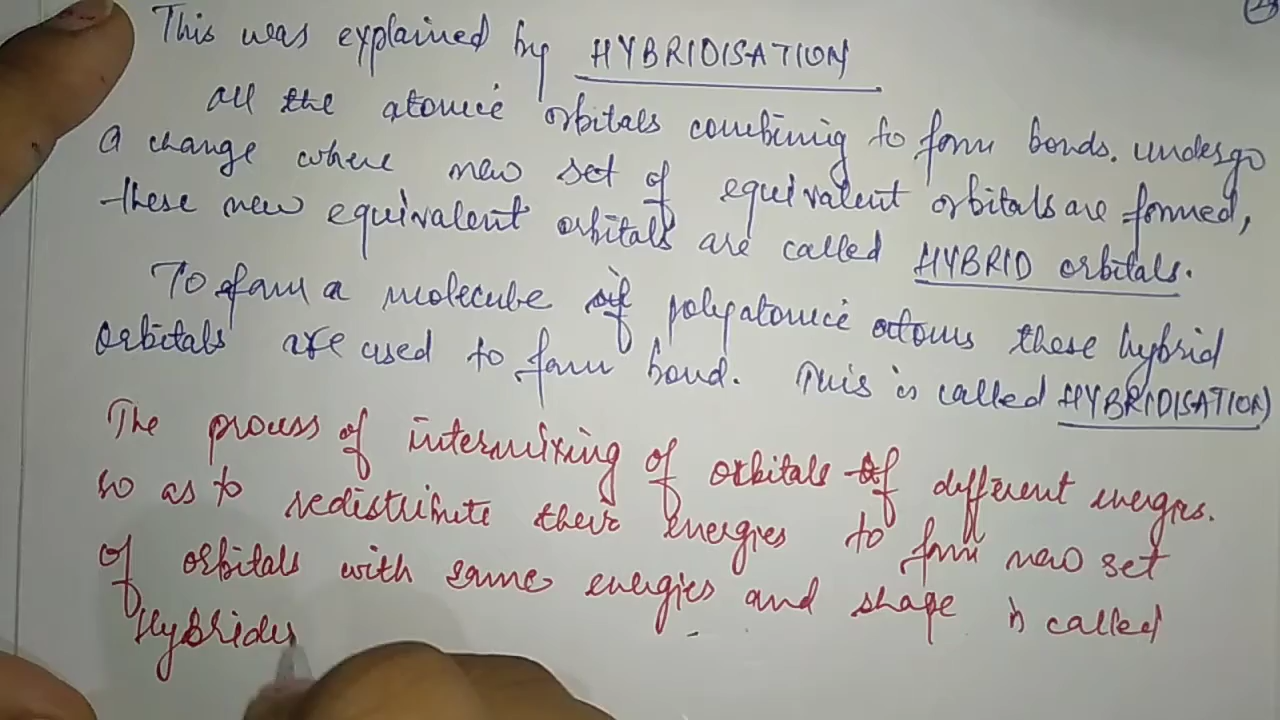 This was explained by HYBRIDISATION
all the atomic orbitals combining to form bonds. undergo
a change where new set of equivalent orbitals are formed,
these new equivalent orbitals are called HYBRID orbitals.
To form a molecule of polyatomic atoms these hybrid
orbitals are used to form bond. This is called HYBRIDISATION
The process of intermixing of orbitals of different energies.
so as to redistribute their energies to form new set
of orbitals with same energies and shape is called